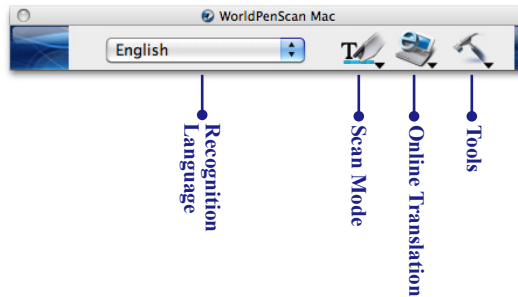 WorldPenScan Mac
English
T
Recognition
Language
Scan Mode
Online Translation
Tools